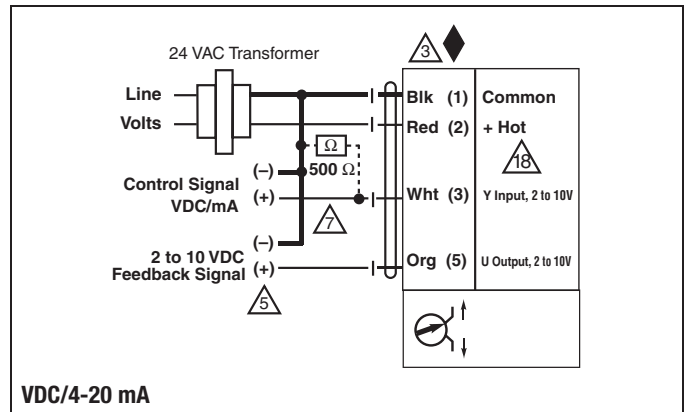 24 VAC Transformer
3
Line
Blk (1) Common
Volts
Red (2) + Hot
Ω
18
(–)
500 Ω
Control Signal
VDC/mA
(+)
Wht (3) Y Input, 2 to 10V
7
(–)
2 to 10 VDC
Feedback Signal
(+)
Org (5) U Output, 2 to 10V
5
VDC/4-20 mA